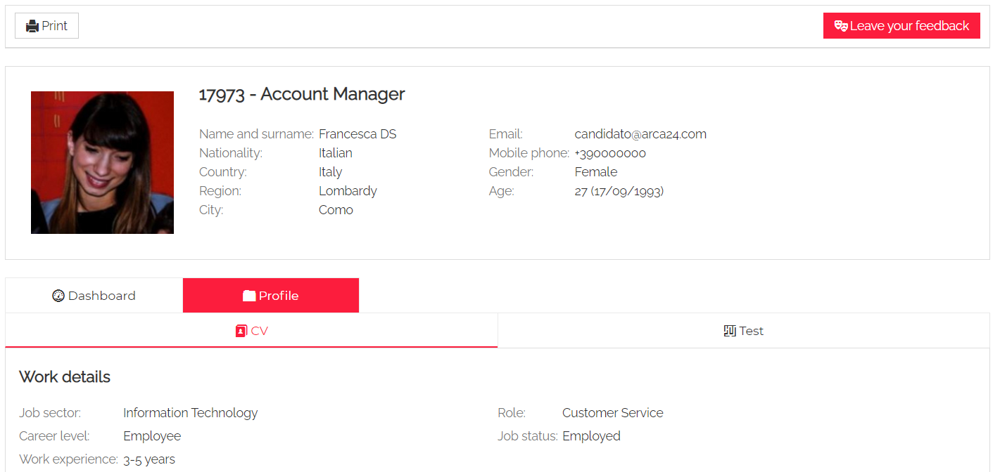 Print
Leave your feedback
17973 - Account Manager
Name and surname: Francesca DS
Email: candidato@arca24.com
Nationality: Italian
Mobile phone: +390000000
Country: Italy
Gender: Female
Region: Lombardy
Age: 27 (17/09/1993)
City: Como
Dashboard
Profile
CV
Test
Work details
Job sector: Information Technology
Role: Customer Service
Career level: Employee
Job status: Employed
Work experience: 3-5 years